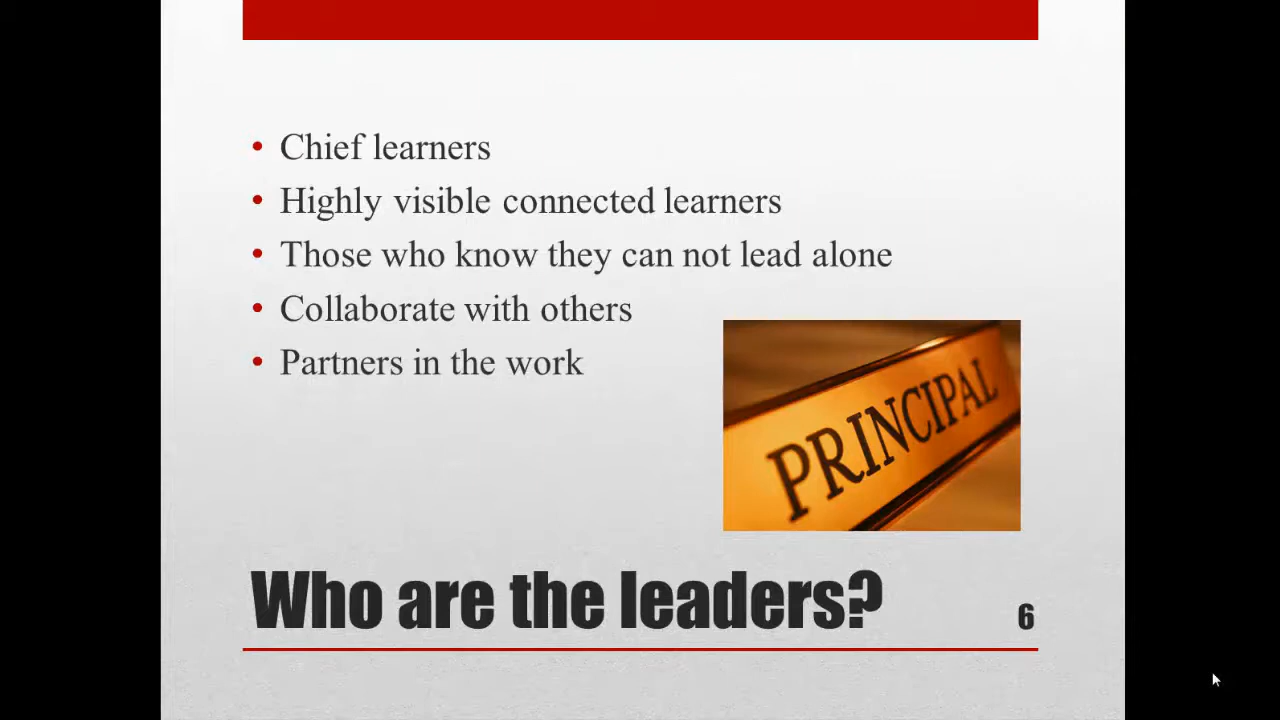 • Chief learners
• Highly visible connected learners
• Those who know they can not lead alone
• Collaborate with others
• Partners in the work
PRINCIPAL
Who are the leaders?
6